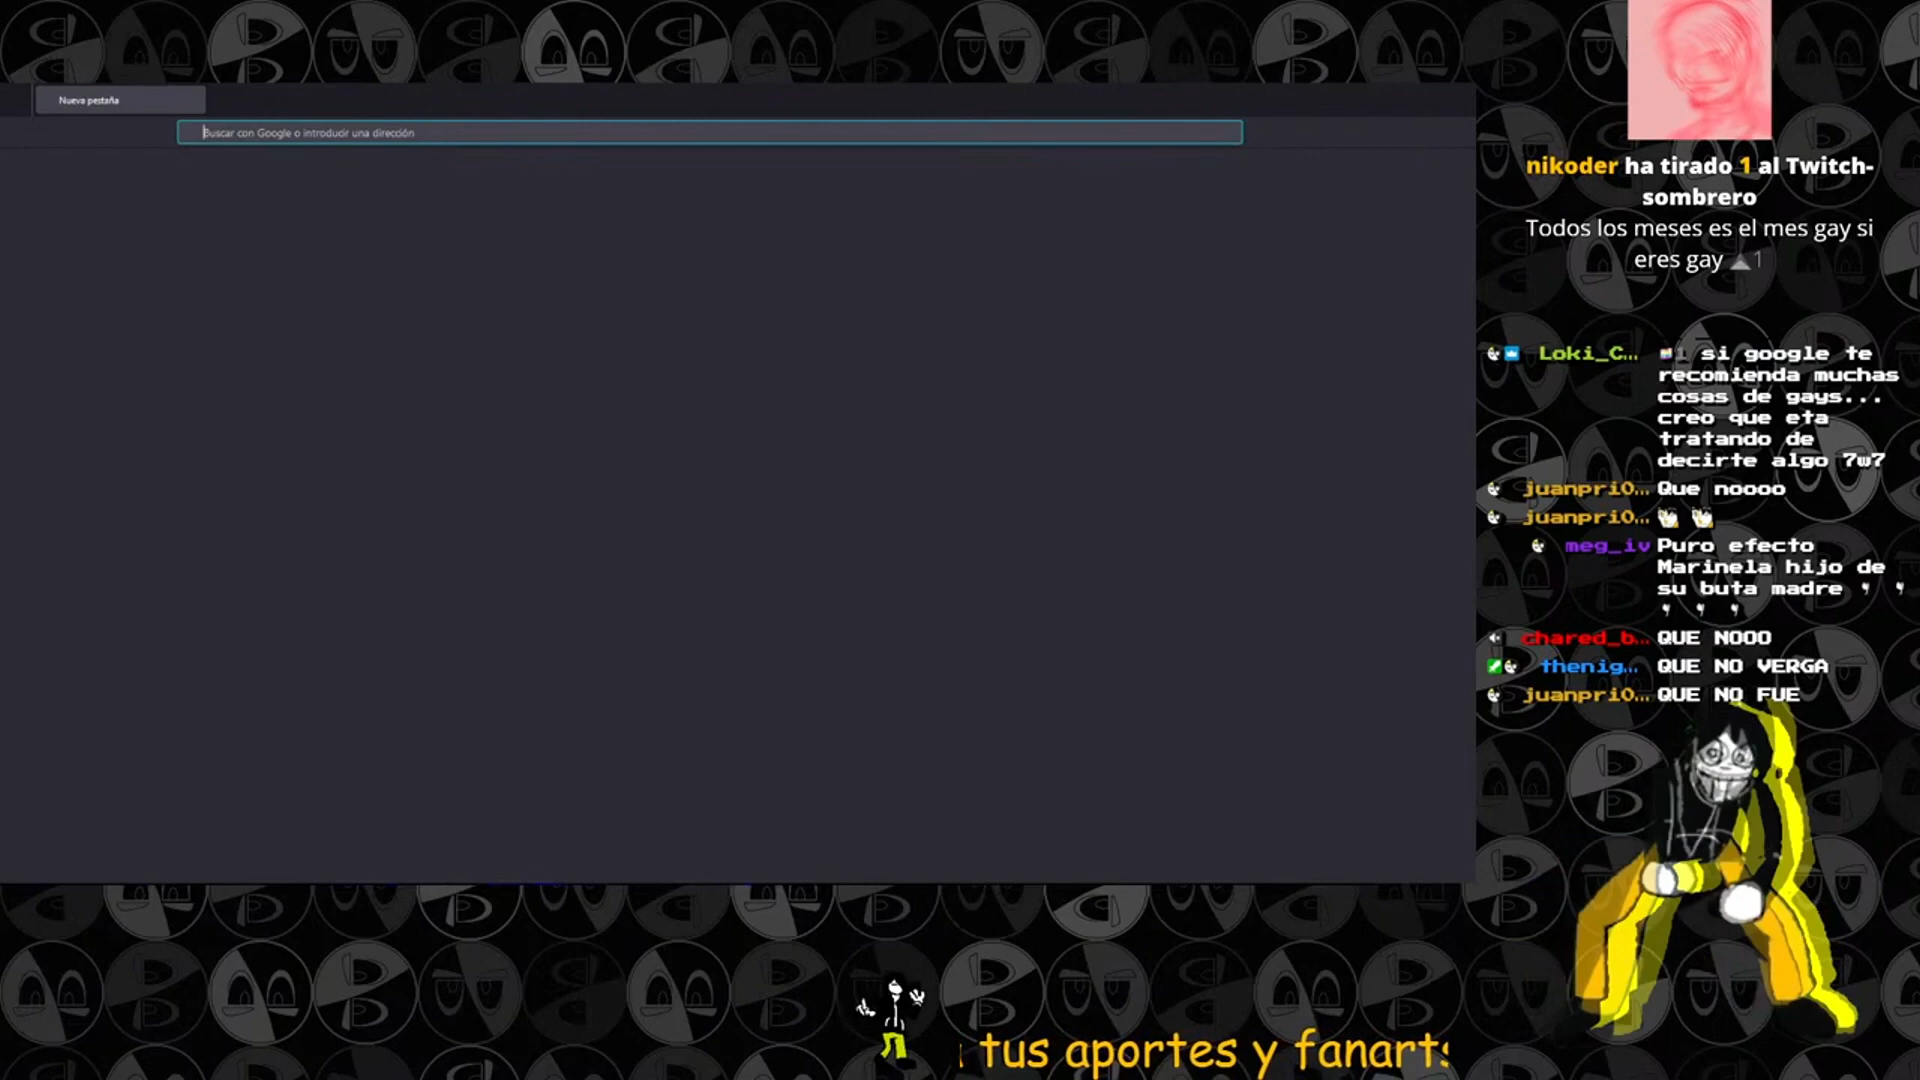 Nueva pestaña
Buscar con Google o introducir una dirección
nikoder ha tirado 1 al Twitch-
sombrero
Todos los meses es el mes gay si
eres gay 1
Loki_C... 1 si google te
recomienda muchas
cosas de gays...
creo que eta
tratando de
decirte algo 7w7
juanpri0... Que noooo
juanpri0...
meg_iv Puro efecto
Marinela hijo de
su buta madre
chared_b... QUE NOOO
thenig... QUE NO VERGA
juanpri0... QUE NO FUE
tus aportes y fanarts